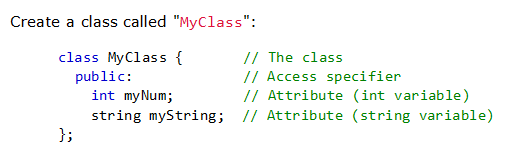 Create a class called "MyClass":
class MyClass {        // The class
  public:              // Access specifier
    int myNum;         // Attribute (int variable)
    string myString;  // Attribute (string variable)
};